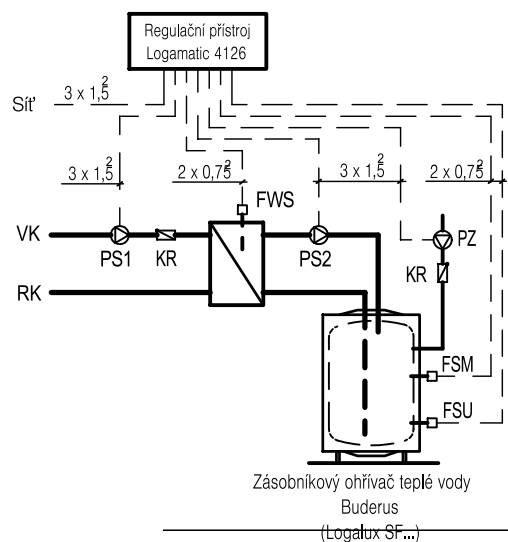 Regulační přístroj
Logamatic 4126
Síť
3 x 1,5²
3 x 1,5²
2 x 0,75²
3 x 1,5²
2 x 0,75²
FWS
VK
PS1
KR
PS2
PZ
KR
RK
FSM
FSU
Zásobníkový ohřívač teplé vody
Buderus
(Logalux SF...)